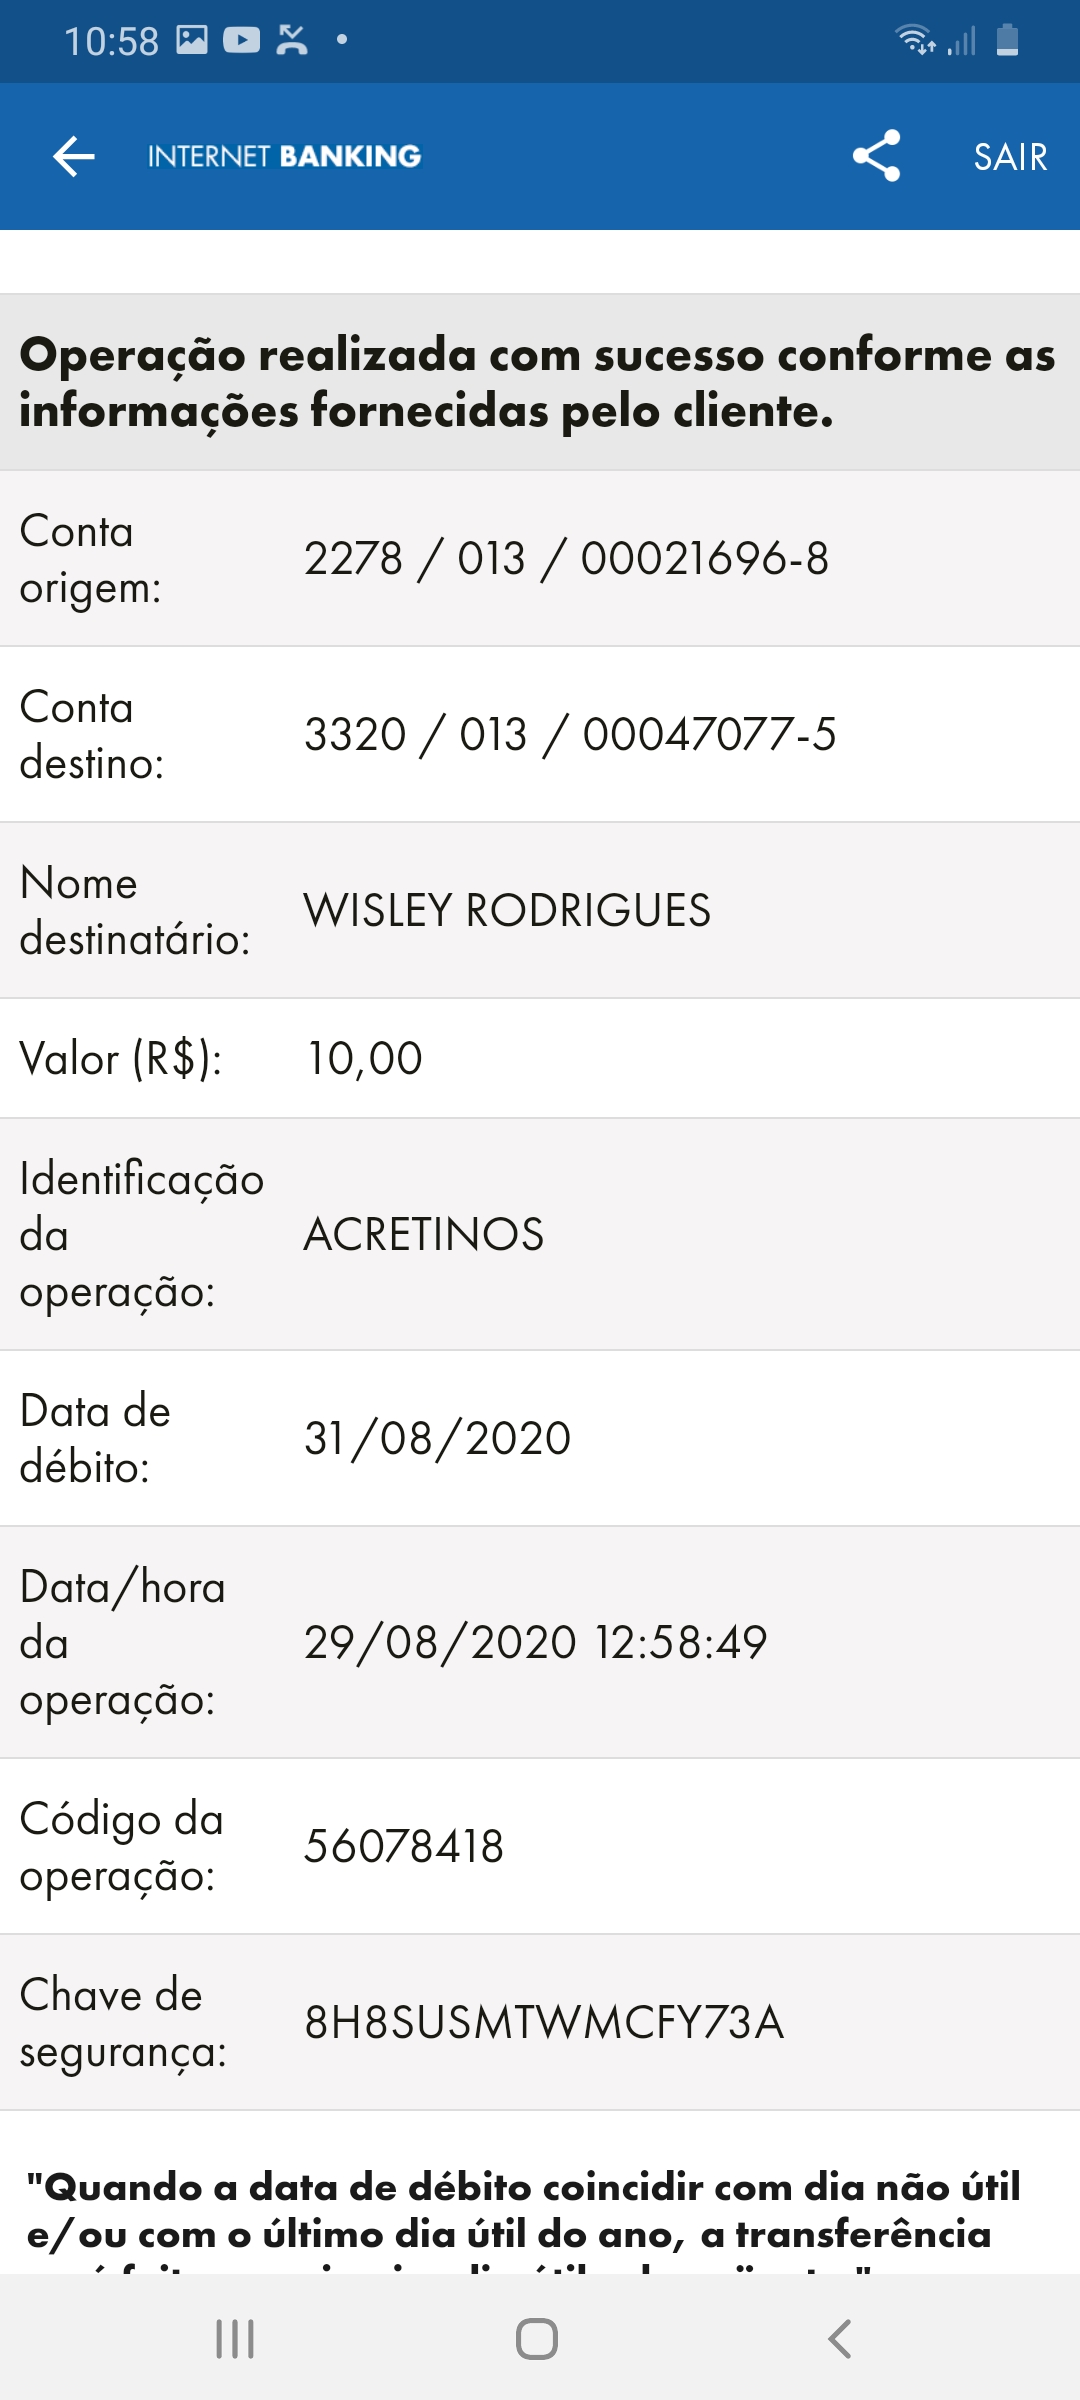 10:58
INTERNET BANKING
SAIR
Operação realizada com sucesso conforme as
informações fornecidas pelo cliente.
Conta
origem:
2278 / 013 / 00021696-8
Conta
destino:
3320 / 013 / 00047077-5
Nome
destinatário:
WISLEY RODRIGUES
Valor (R$):
10,00
Identificação
da
operação:
ACRETINOS
Data de
débito:
31/08/2020
Data/hora
da
operação:
29/08/2020 12:58:49
Código da
operação:
56078418
Chave de
segurança:
8H8SUSMTWMCFY73A
"Quando a data de débito coincidir com dia não útil
e/ou com o último dia útil do ano, a transferência